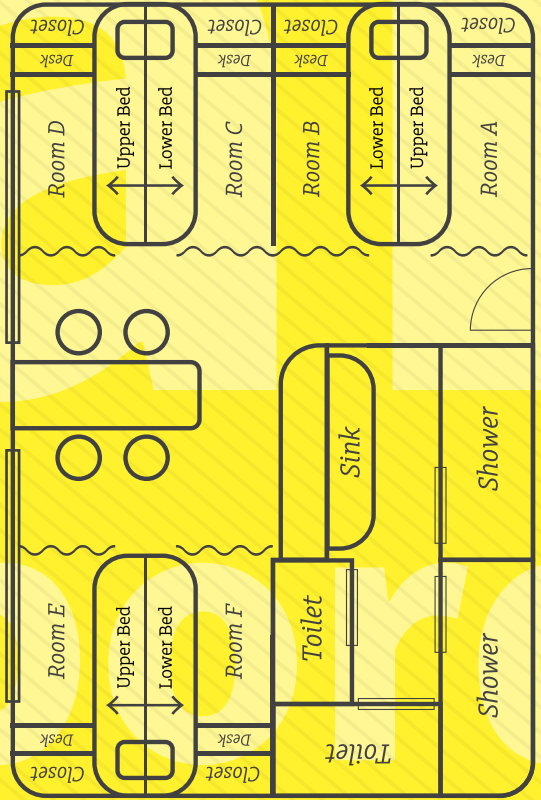 Closet
Closet
Closet
Closet
Desk
Desk
Desk
Desk
Room D
Upper Bed
Lower Bed
Room C
Room B
Lower Bed
Upper Bed
Room A
Sink
Shower
Room E
Upper Bed
Lower Bed
Room F
Toilet
Shower
Desk
Desk
Toilet
Closet
Closet